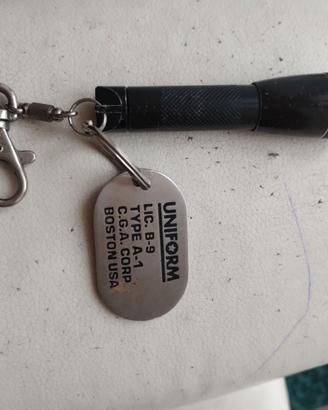 UNIFORM
LIC. B-9
TYPE A-1
C.G.A. CORP
BOSTON USA